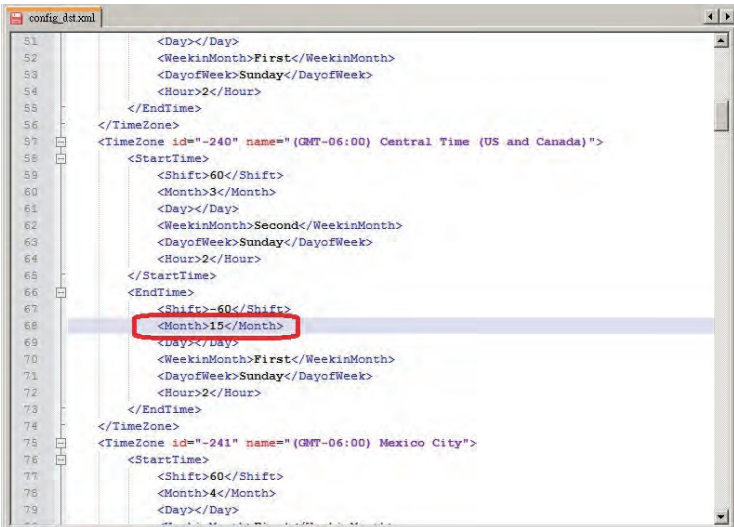 config_dst.xml
51 <Day></Day>
52 <WeekinMonth>First</WeekinMonth>
53 <DayofWeek>Sunday</DayofWeek>
54 <Hour>2</Hour>
55 </EndTime>
56 </TimeZone>
57 <TimeZone id="-240" name="(GMT-06:00) Central Time (US and Canada)">
58 <StartTime>
59 <Shift>60</Shift>
60 <Month>3</Month>
61 <Day></Day>
62 <WeekinMonth>Second</WeekinMonth>
63 <DayofWeek>Sunday</DayofWeek>
64 <Hour>2</Hour>
65 </StartTime>
66 <EndTime>
67 <Shift>-60</Shift>
68 <Month>15</Month>
69 <Day></Day>
70 <WeekinMonth>First</WeekinMonth>
71 <DayofWeek>Sunday</DayofWeek>
72 <Hour>2</Hour>
73 </EndTime>
74 </TimeZone>
75 <TimeZone id="-241" name="(GMT-06:00) Mexico City">
76 <StartTime>
77 <Shift>60</Shift>
78 <Month>4</Month>
79 <Day></Day>